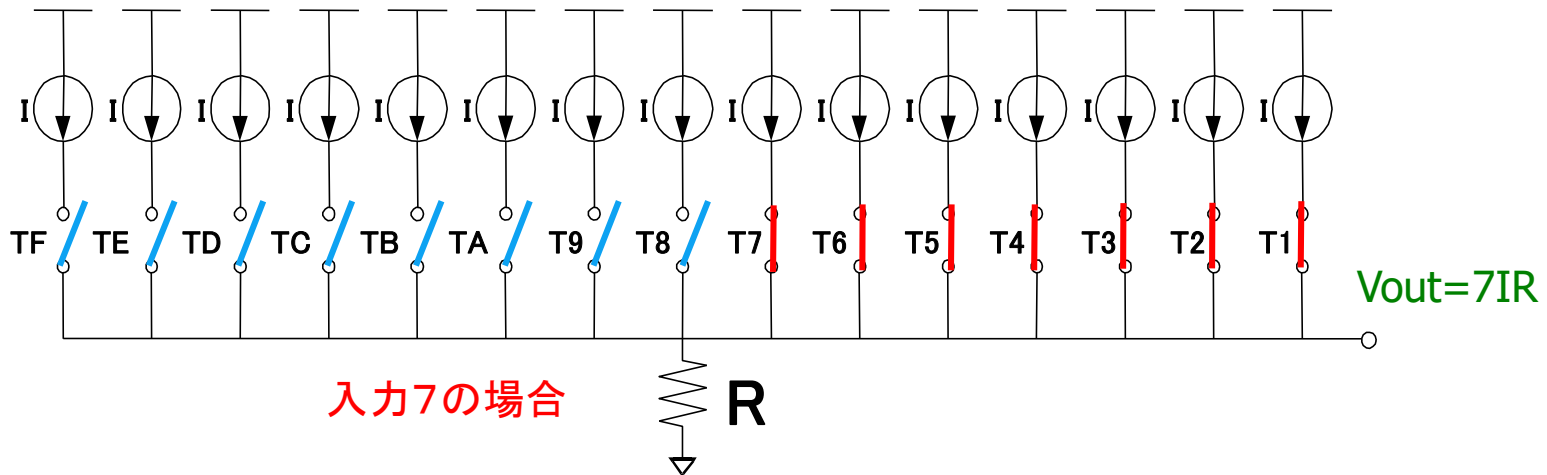 I I I I I I I I I I I I I I I
TF TE TD TC TB TA T9 T8 T7 T6 T5 T4 T3 T2 T1
Vout=7IR
入力7の場合
R